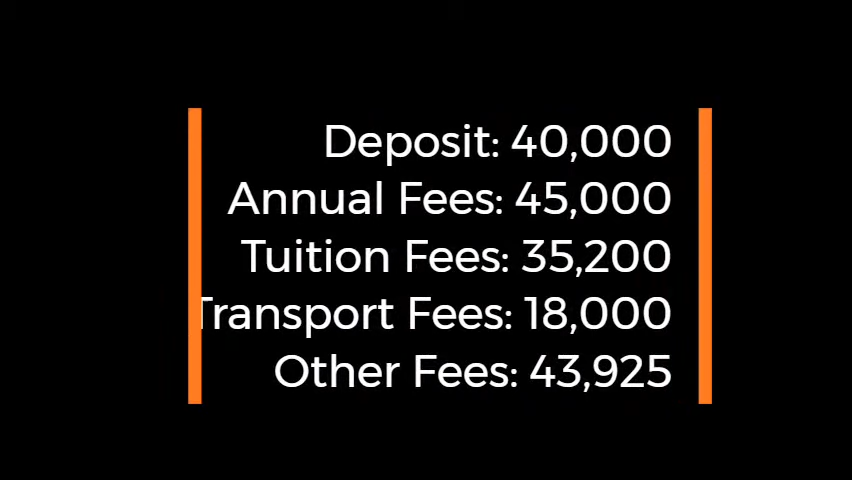 Deposit: 40,000
Annual Fees: 45,000
Tuition Fees: 35,200
Transport Fees: 18,000
Other Fees: 43,925